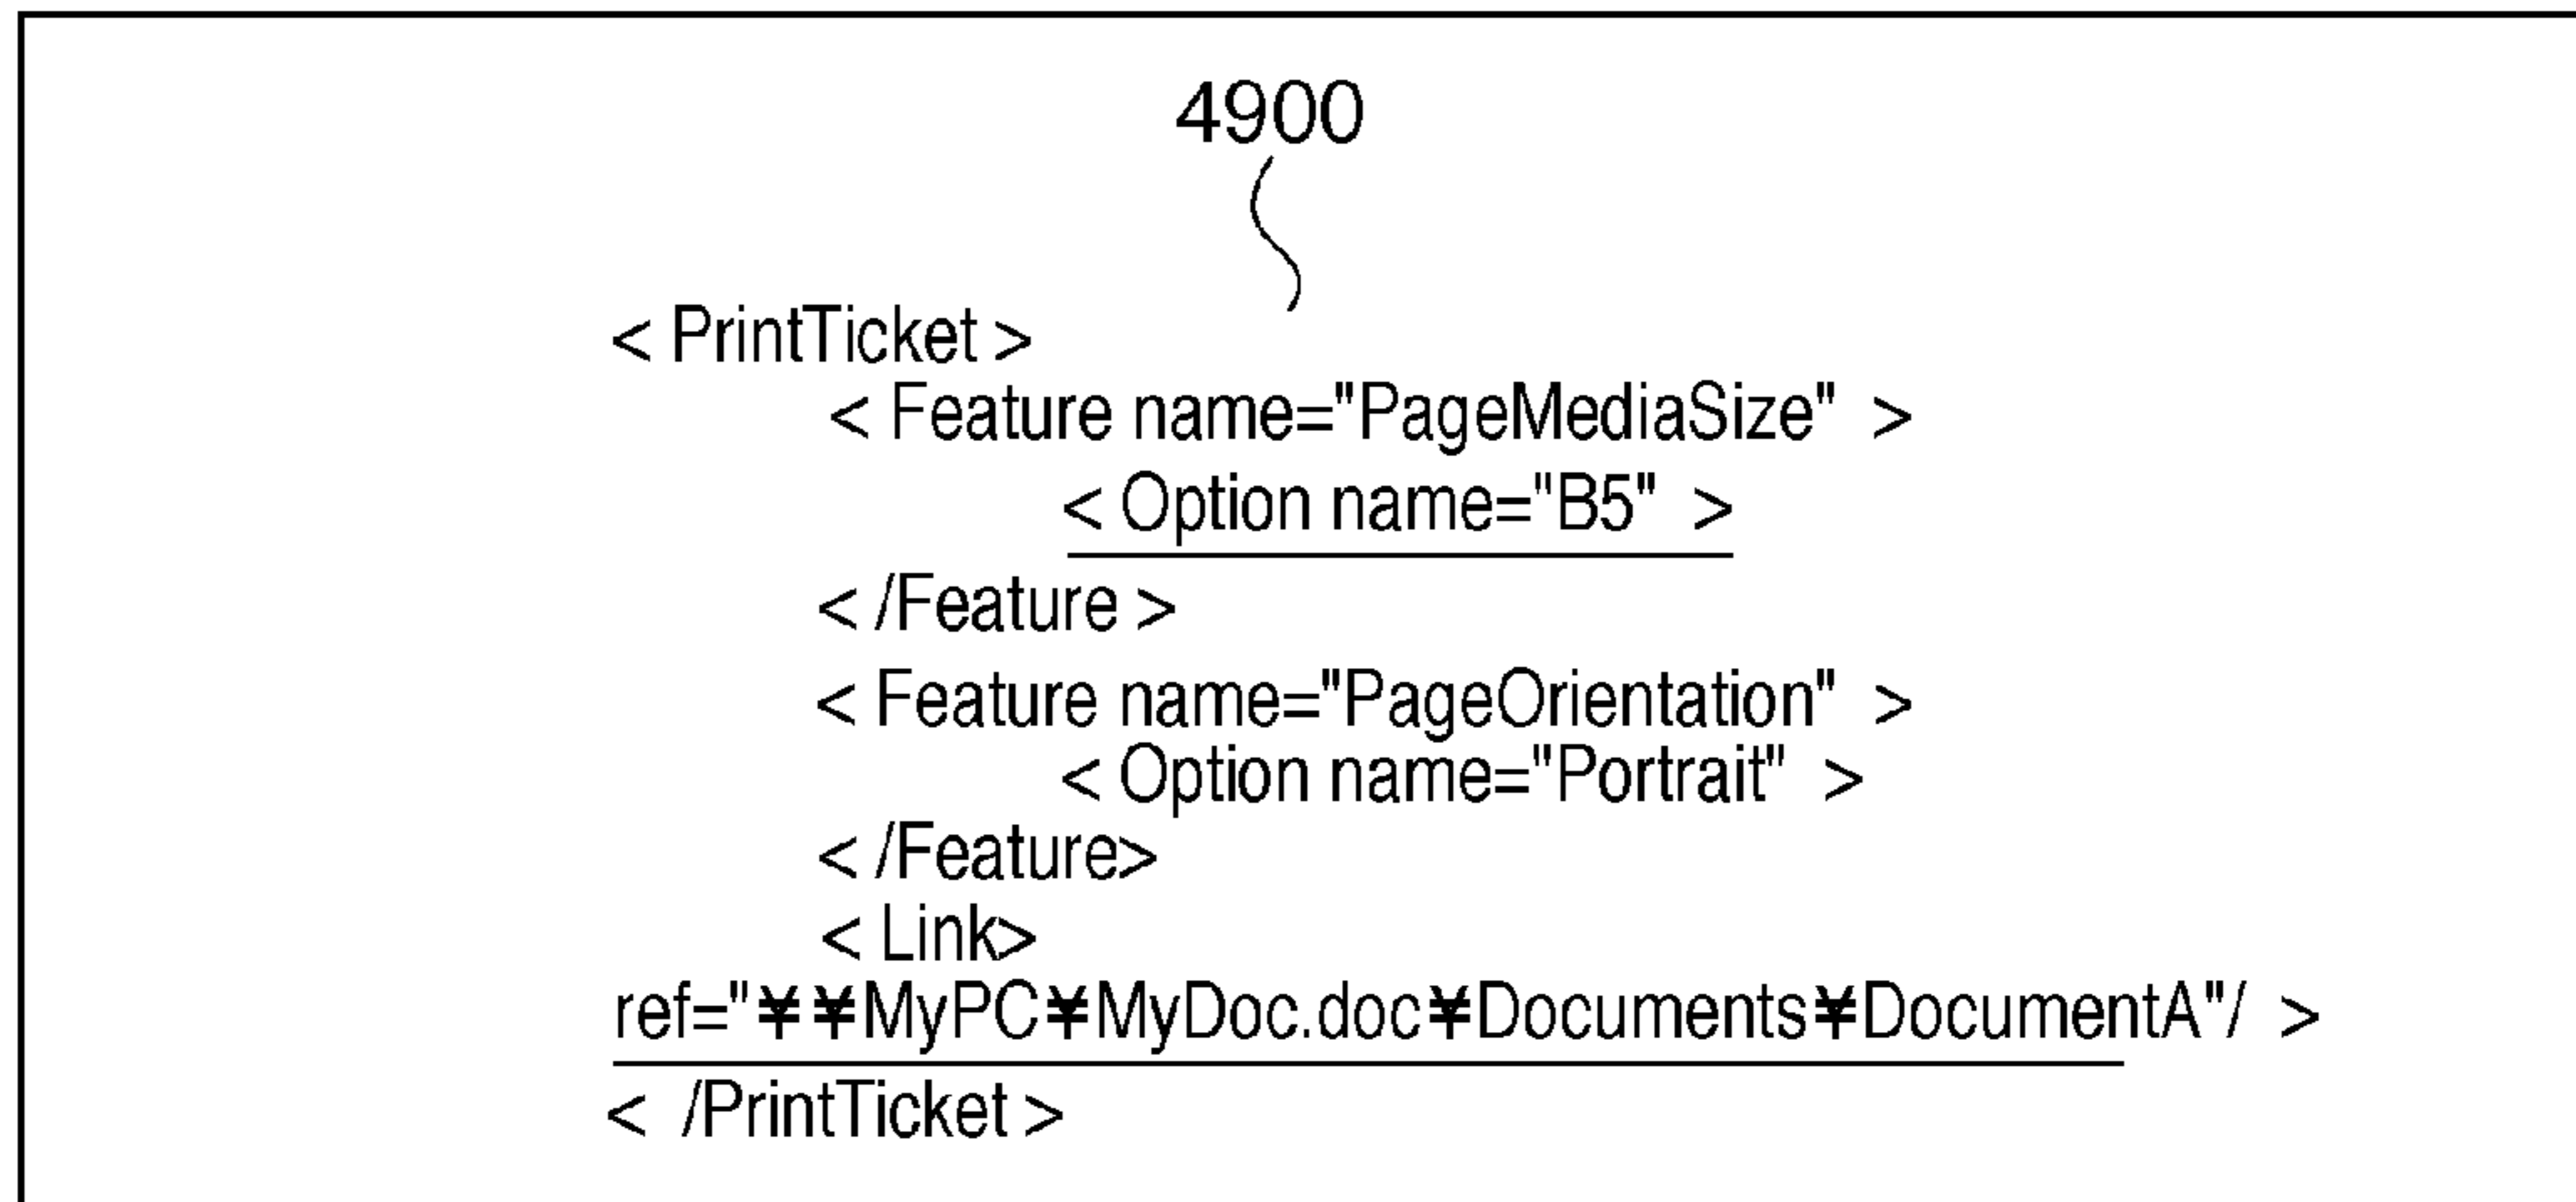 4900
< PrintTicket >
< Feature name="PageMediaSize" >
< Option name="B5" >
< /Feature >
< Feature name="PageOrientation" >
< Option name="Portrait" >
< /Feature>
< Link>
ref="¥¥MyPC¥MyDoc.doc¥Documents¥DocumentA"/ >
< /PrintTicket >